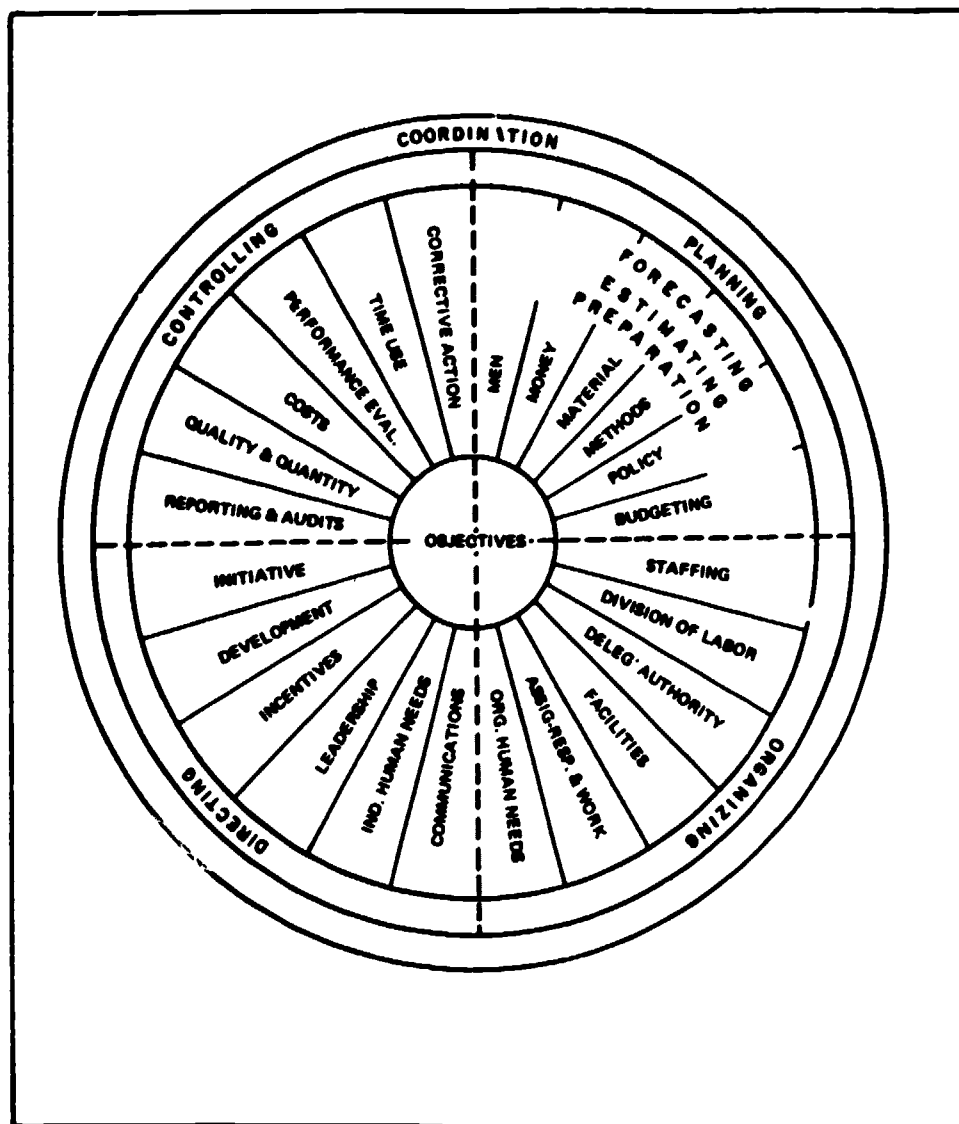 COORDINATION
PLANNING
FORECASTING
ESTIMATING
PREPARATION
MEN
MONEY
MATERIAL
METHODS
POLICY
BUDGETING
ORGANIZING
STAFFING
DIVISION OF LABOR
DELEG' AUTHORITY
FACILITIES
ASSIG-RESP. & WORK
ORG. HUMAN NEEDS
DIRECTING
COMMUNICATIONS
IND. HUMAN NEEDS
LEADERSHIP
INCENTIVES
DEVELOPMENT
INITIATIVE
CONTROLLING
REPORTING & AUDITS
QUALITY & QUANTITY
COSTS
PERFORMANCE EVAL.
TIME USE
CORRECTIVE ACTION
OBJECTIVES